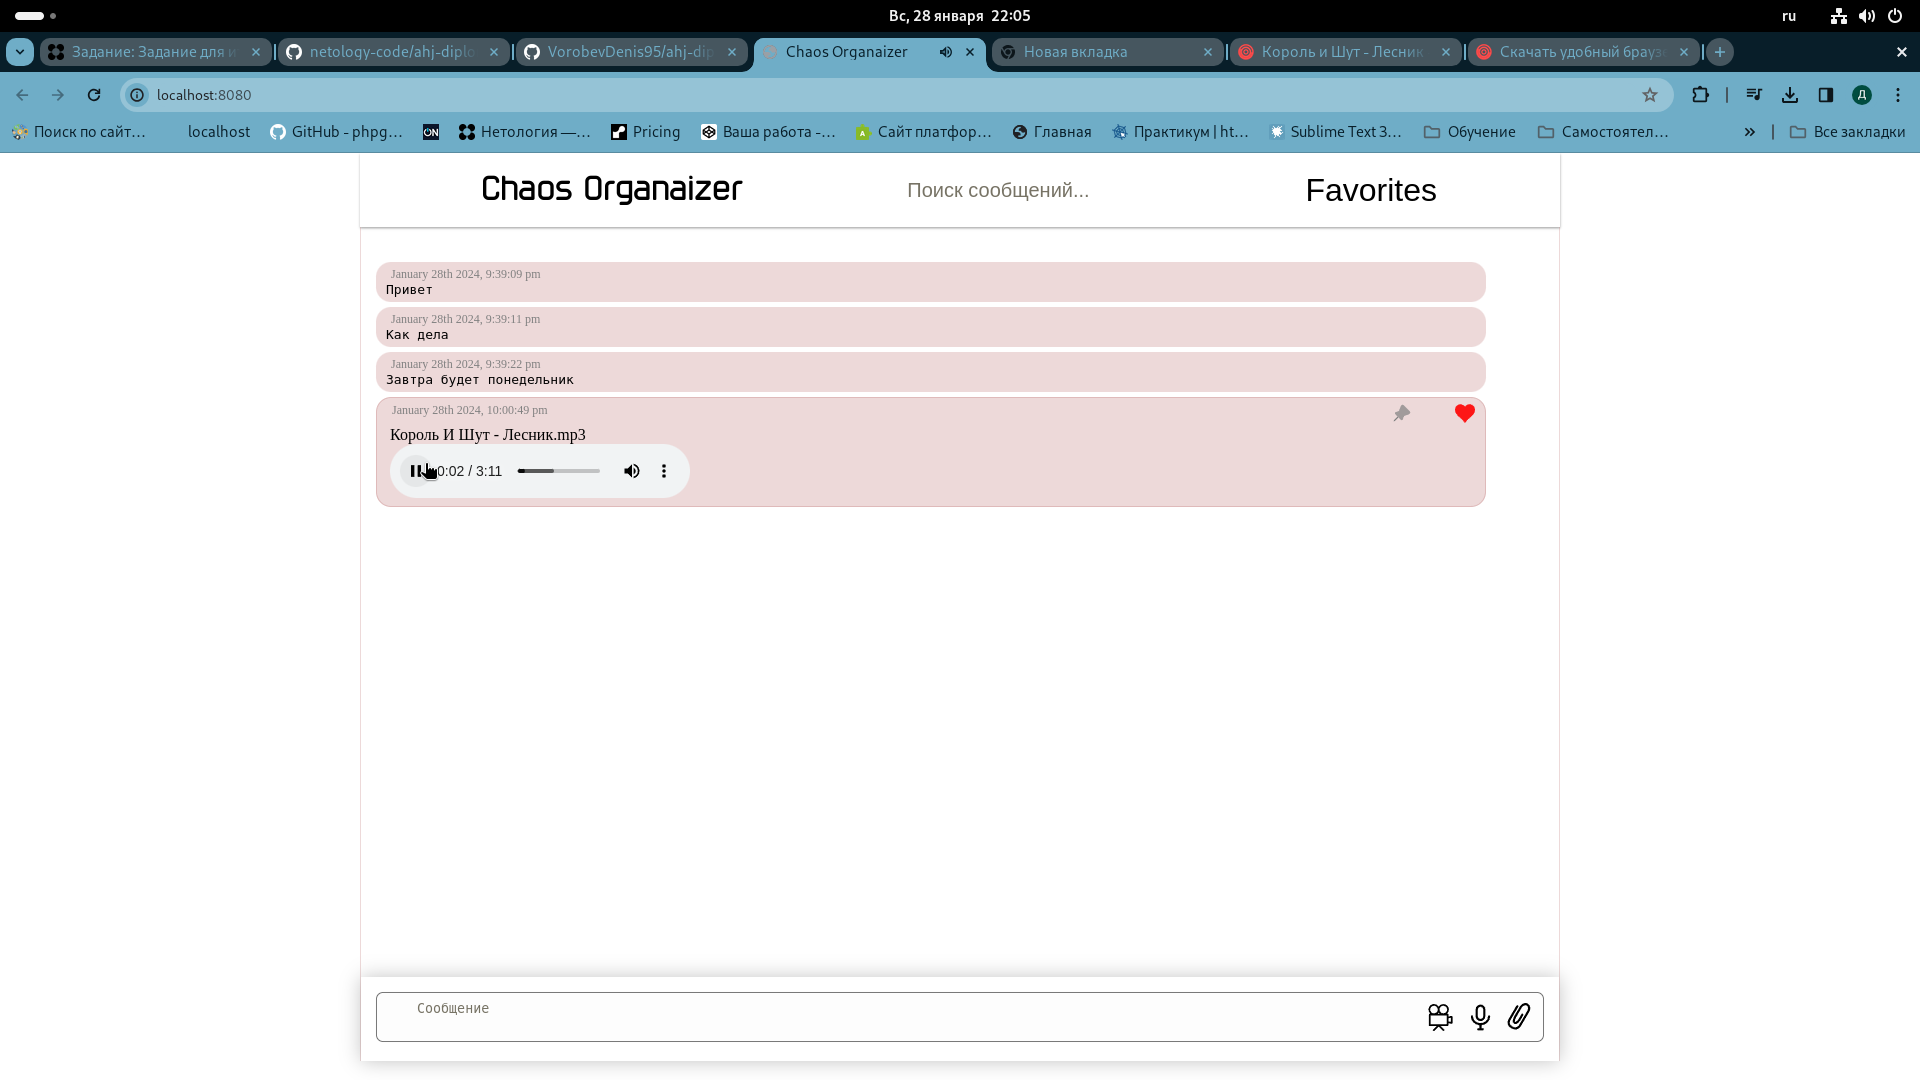 Вс, 28 января 22:05
ru
Задание: Задание для и
netology-code/ahj-diplo
VorobevDenis95/ahj-dip
Chaos Organaizer
Новая вкладка
Король и Шут - Лесник
Скачать удобный брауз
localhost:8080
Д
Поиск по сайт...
localhost
GitHub - phpg...
ON
Нетология —...
Pricing
Ваша работа -...
Сайт платфор...
Главная
Практикум | ht...
Sublime Text 3...
Обучение
Самостоятел...
»
Все закладки
Chaos Organaizer
Поиск сообщений...
Favorites
January 28th 2024, 9:39:09 pm
Привет
January 28th 2024, 9:39:11 pm
Как дела
January 28th 2024, 9:39:22 pm
Завтра будет понедельник
January 28th 2024, 10:00:49 pm
Король И Шут - Лесник.mp3
0:02 / 3:11
Сообщение